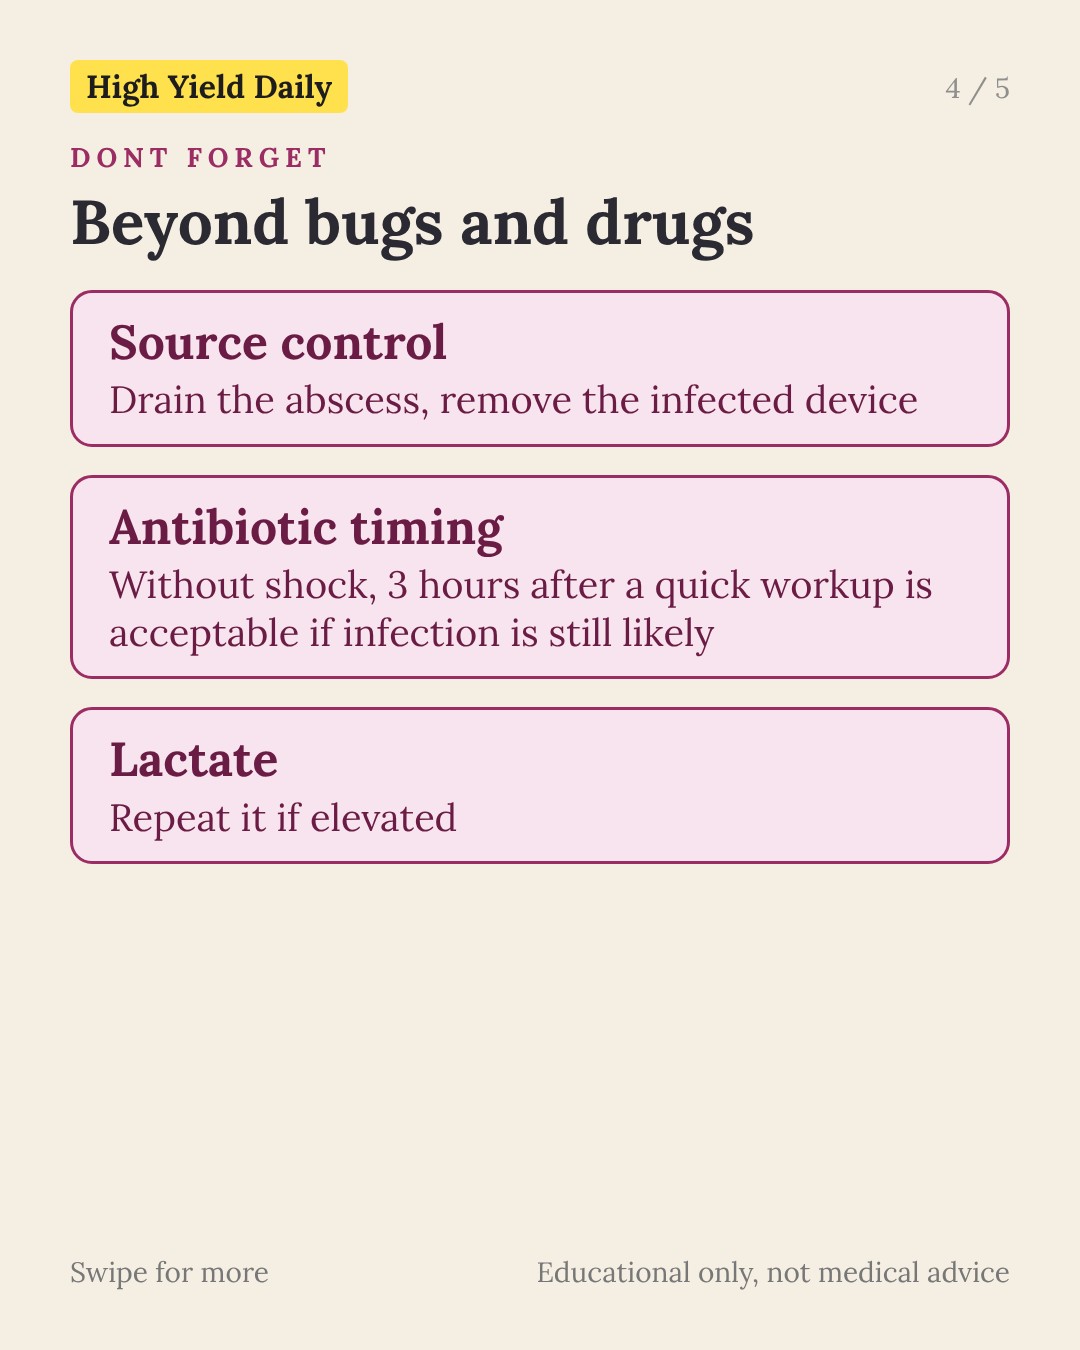 High Yield Daily
4 / 5
DONT FORGET
Beyond bugs and drugs
Source control
Drain the abscess, remove the infected device
Antibiotic timing
Without shock, 3 hours after a quick workup is
acceptable if infection is still likely
Lactate
Repeat it if elevated
Swipe for more
Educational only, not medical advice